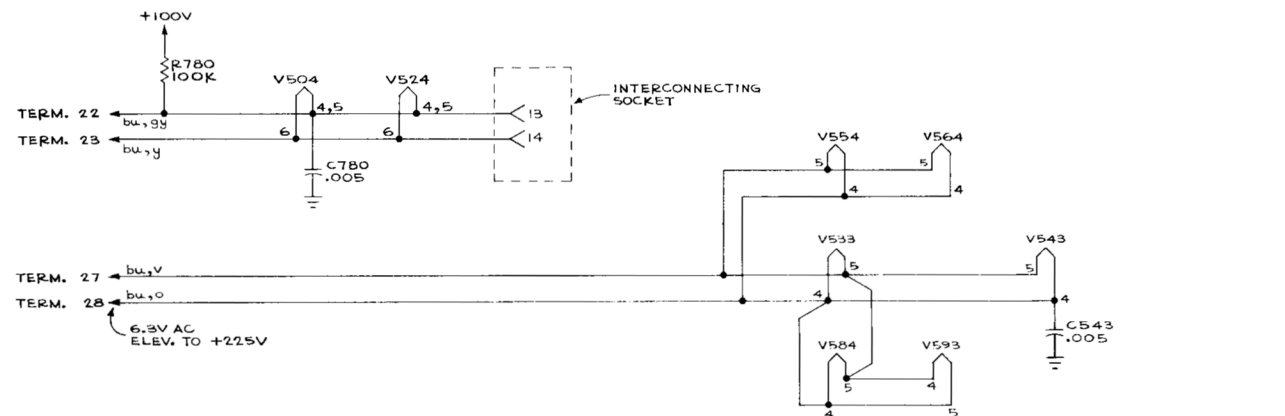 +100V
R780
100K
V504
V524
INTERCONNECTING
SOCKET
TERM. 22
bu,gy
4,5
4,5
13
TERM. 23
bu,y
6
6
14
C780
.005
V554
V564
5
5
4
4
V533
V543
TERM. 27
bu,v
5
5
TERM. 28
bu,o
4
4
6.3V AC
ELEV. TO +225V
C543
.005
V584
V593
5
4
4
5